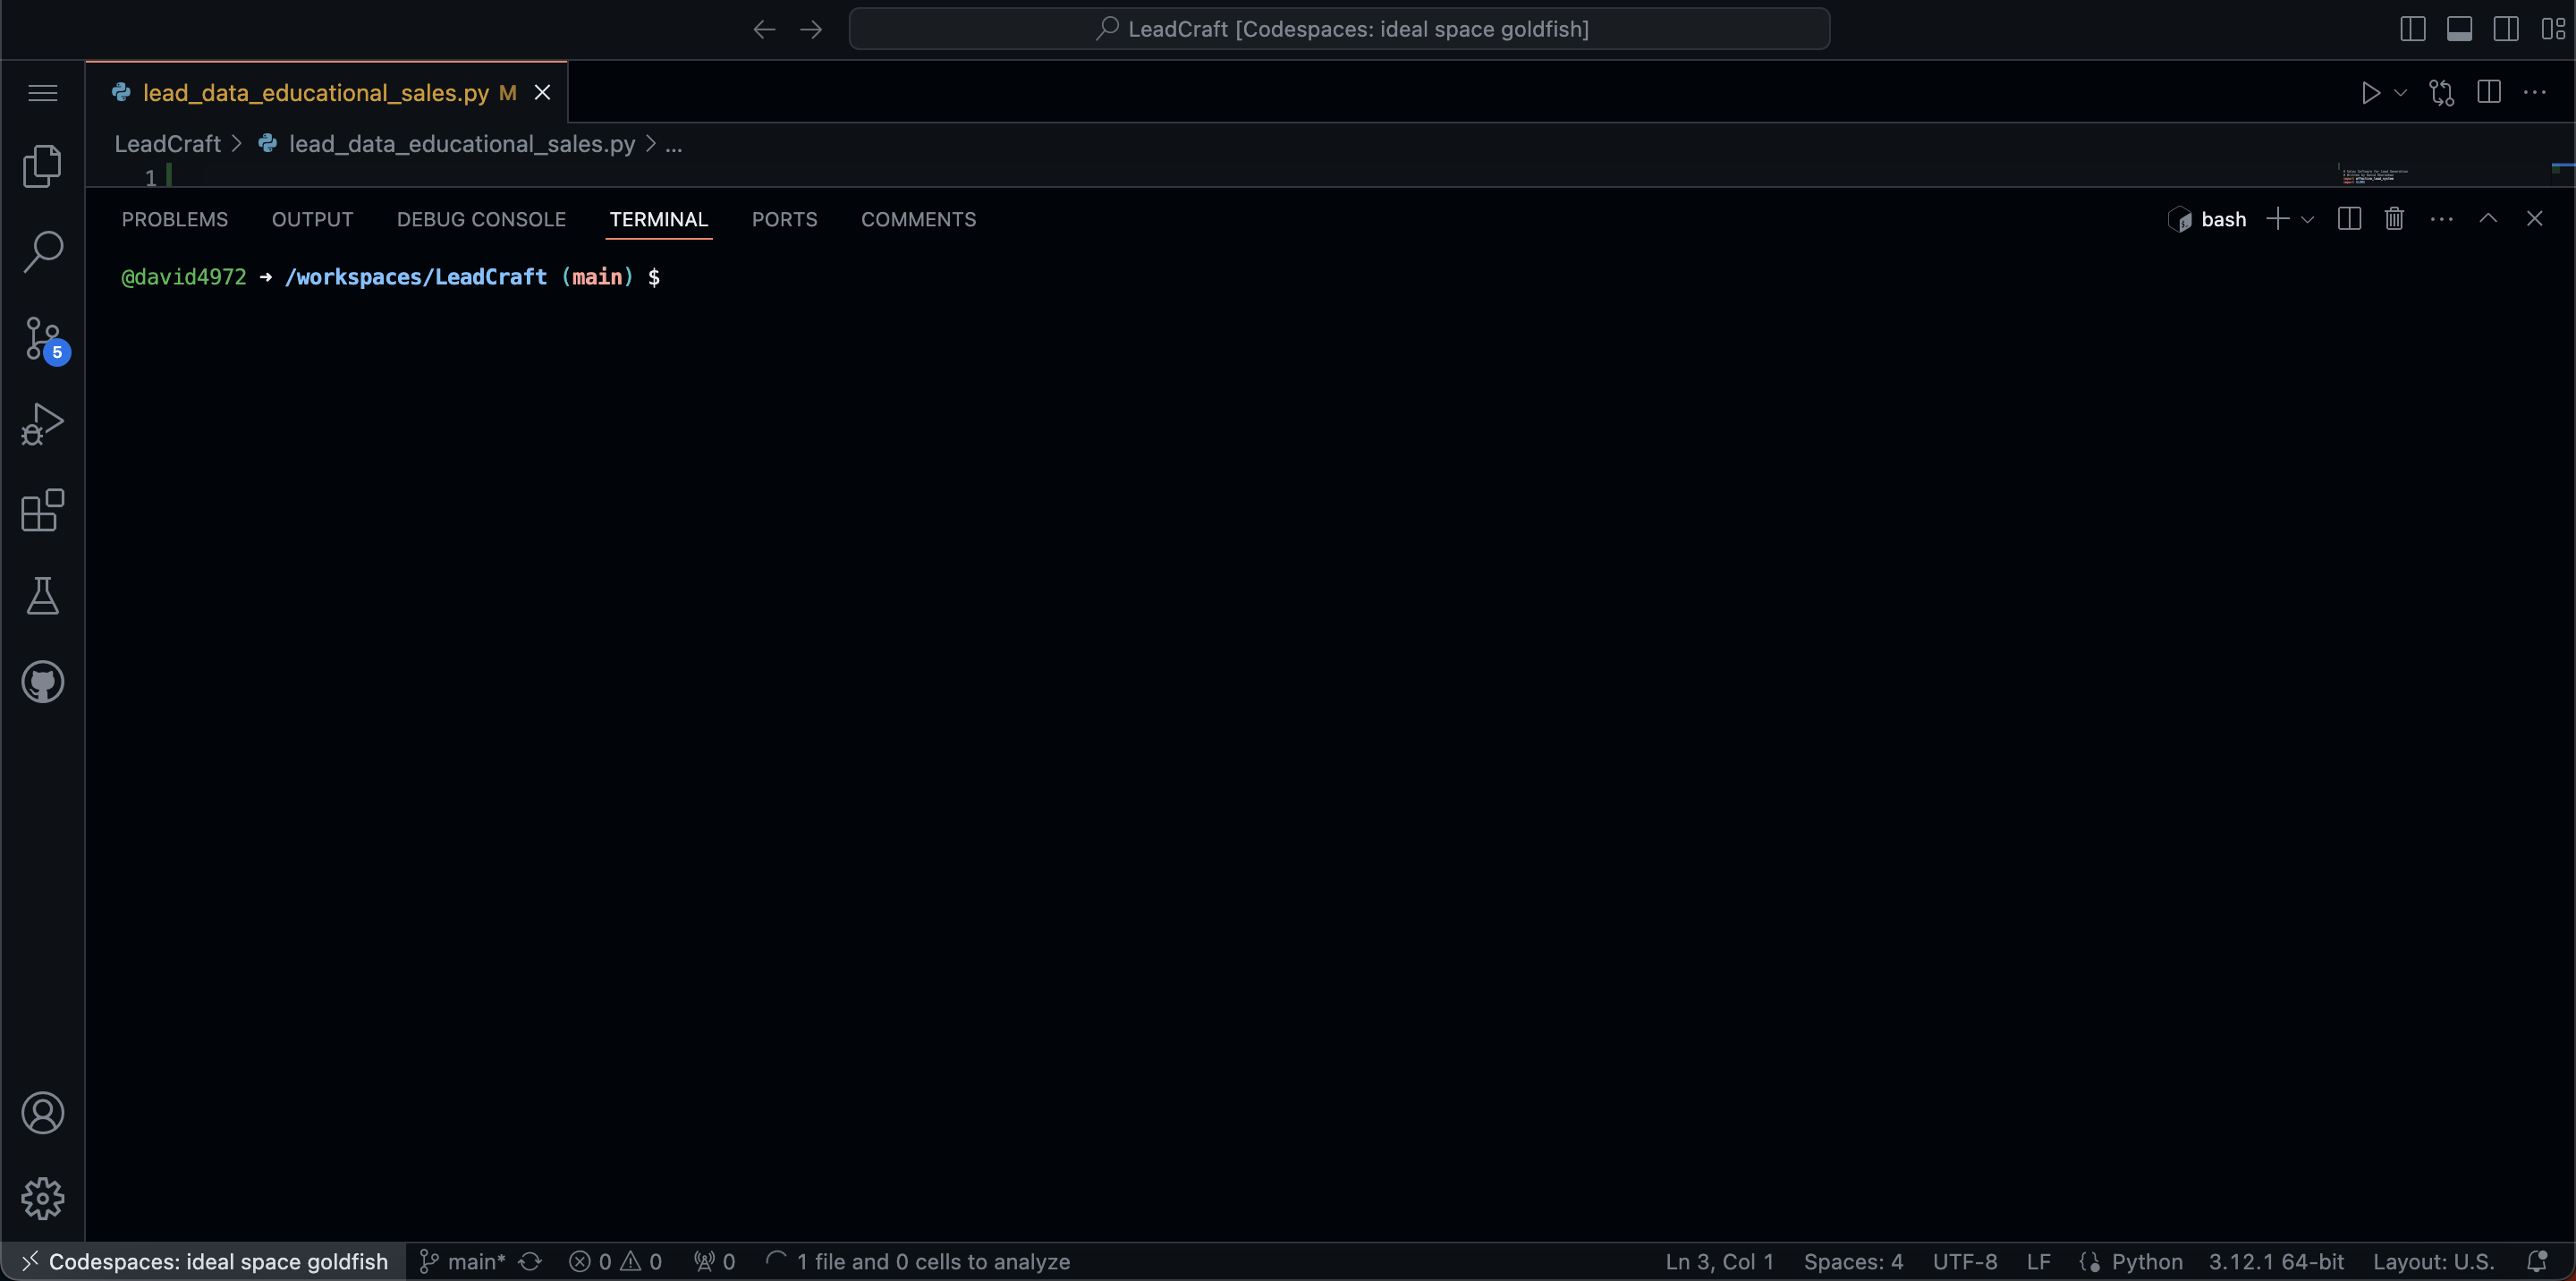 LeadCraft [Codespaces: ideal space goldfish]
lead_data_educational_sales.py M
LeadCraft > lead_data_educational_sales.py > ...
1
PROBLEMS OUTPUT DEBUG CONSOLE TERMINAL PORTS COMMENTS
bash
@david4972 → /workspaces/LeadCraft (main) $
5
Codespaces: ideal space goldfish main* 0 0 0 1 file and 0 cells to analyze Ln 3, Col 1 Spaces: 4 UTF-8 LF Python 3.12.1 64-bit Layout: U.S.